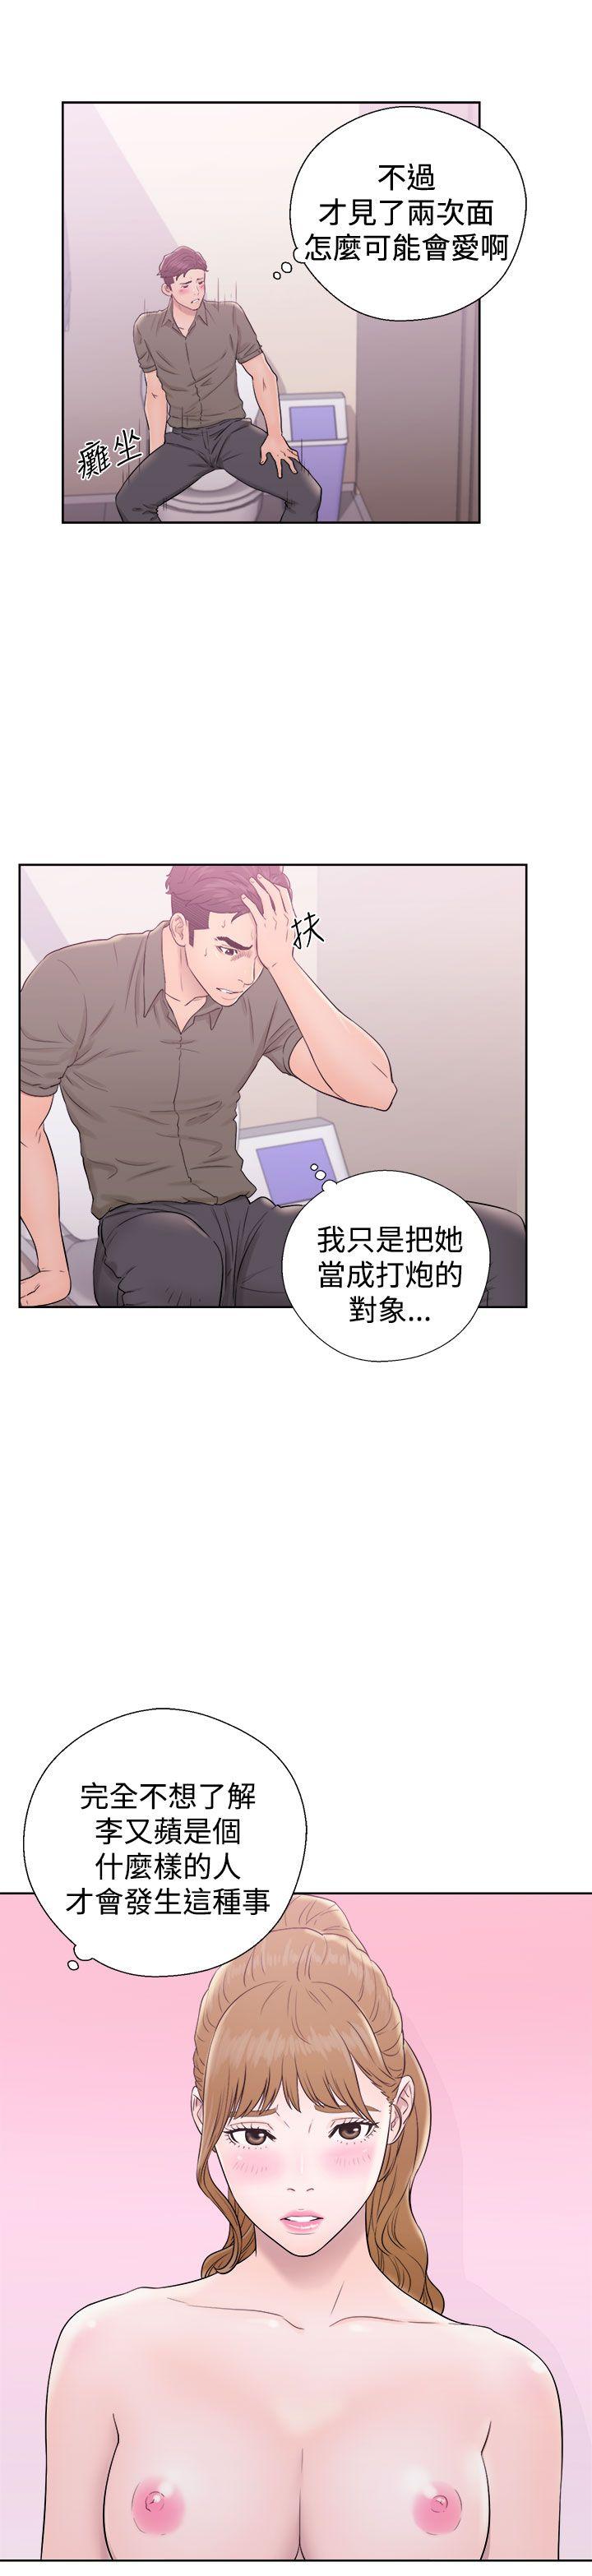 不過
才見了兩次面
怎麼可能會愛啊
癱坐
扶
我只是把她
當成打炮的
對象...
完全不想了解
李又蘋是個
什麼樣的人
才會發生這種事